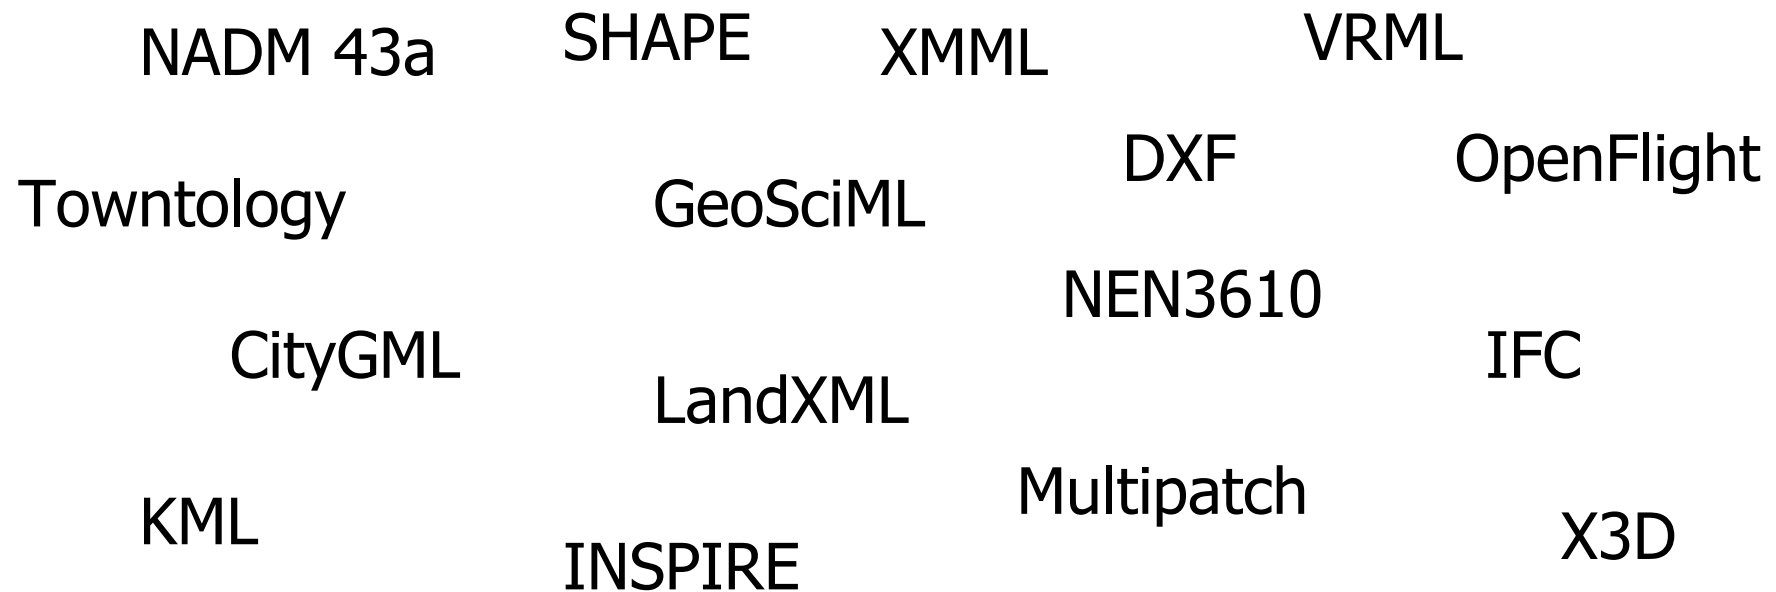 NADM 43a
SHAPE
XMML
VRML
DXF
OpenFlight
Towntology
GeoSciML
NEN3610
CityGML
IFC
LandXML
Multipatch
KML
X3D
INSPIRE